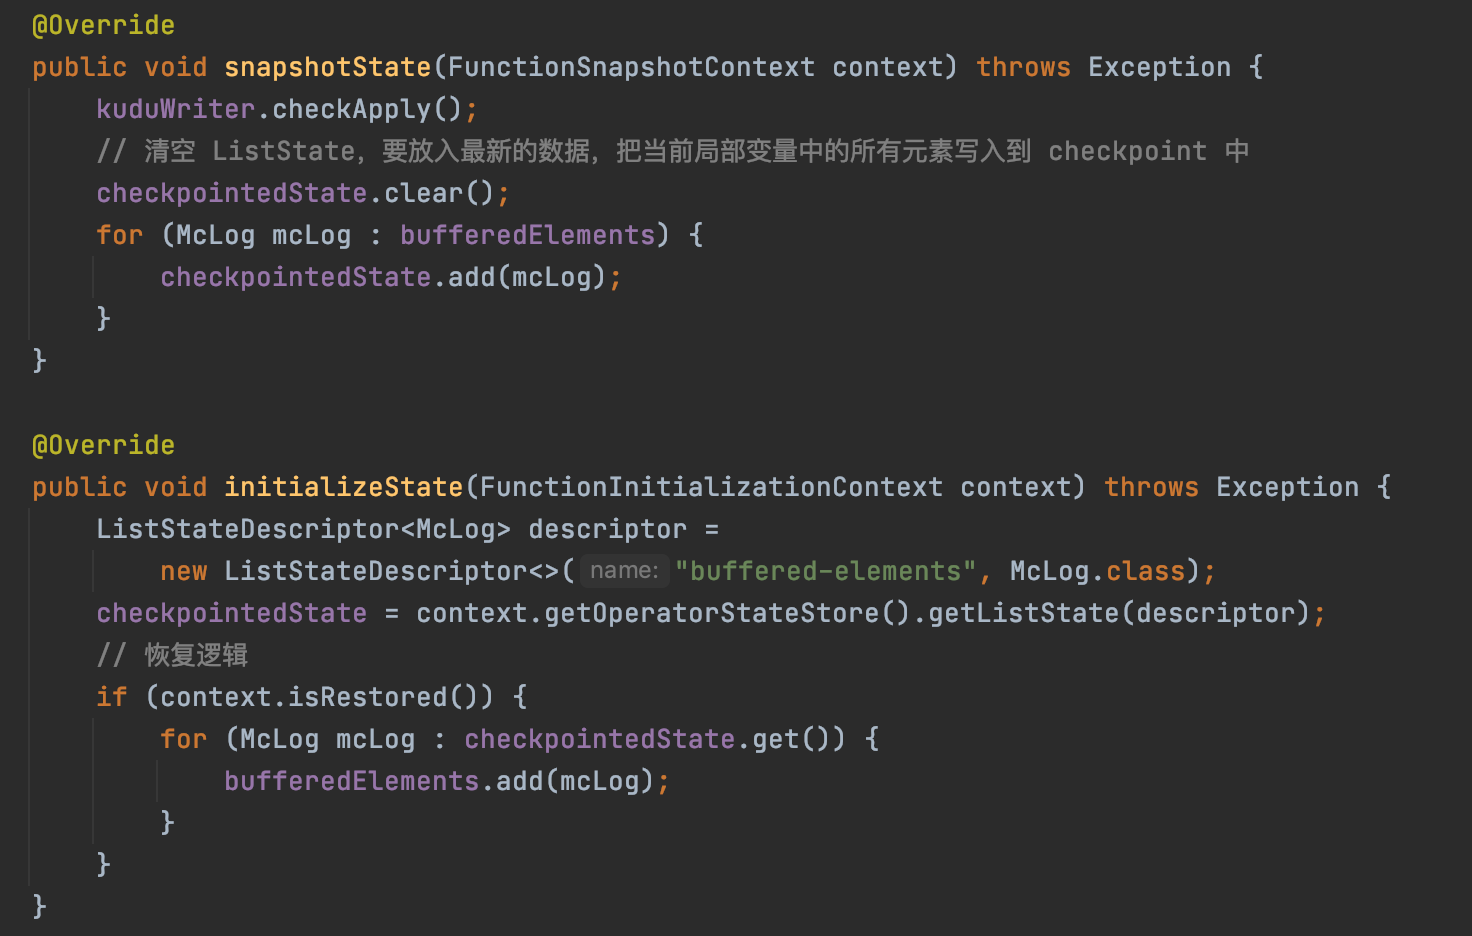 @Override
public void snapshotState(FunctionSnapshotContext context) throws Exception {
    kuduWriter.checkApply();
    // 清空 ListState，要放入最新的数据，把当前局部变量中的所有元素写入到 checkpoint 中
    checkpointedState.clear();
    for (McLog mcLog : bufferedElements) {
        checkpointedState.add(mcLog);
    }
}
@Override
public void initializeState(FunctionInitializationContext context) throws Exception {
    ListStateDescriptor<McLog> descriptor =
        new ListStateDescriptor<>( name: "buffered-elements", McLog.class);
    checkpointedState = context.getOperatorStateStore().getListState(descriptor);
    // 恢复逻辑
    if (context.isRestored()) {
        for (McLog mcLog : checkpointedState.get()) {
            bufferedElements.add(mcLog);
        }
    }
}